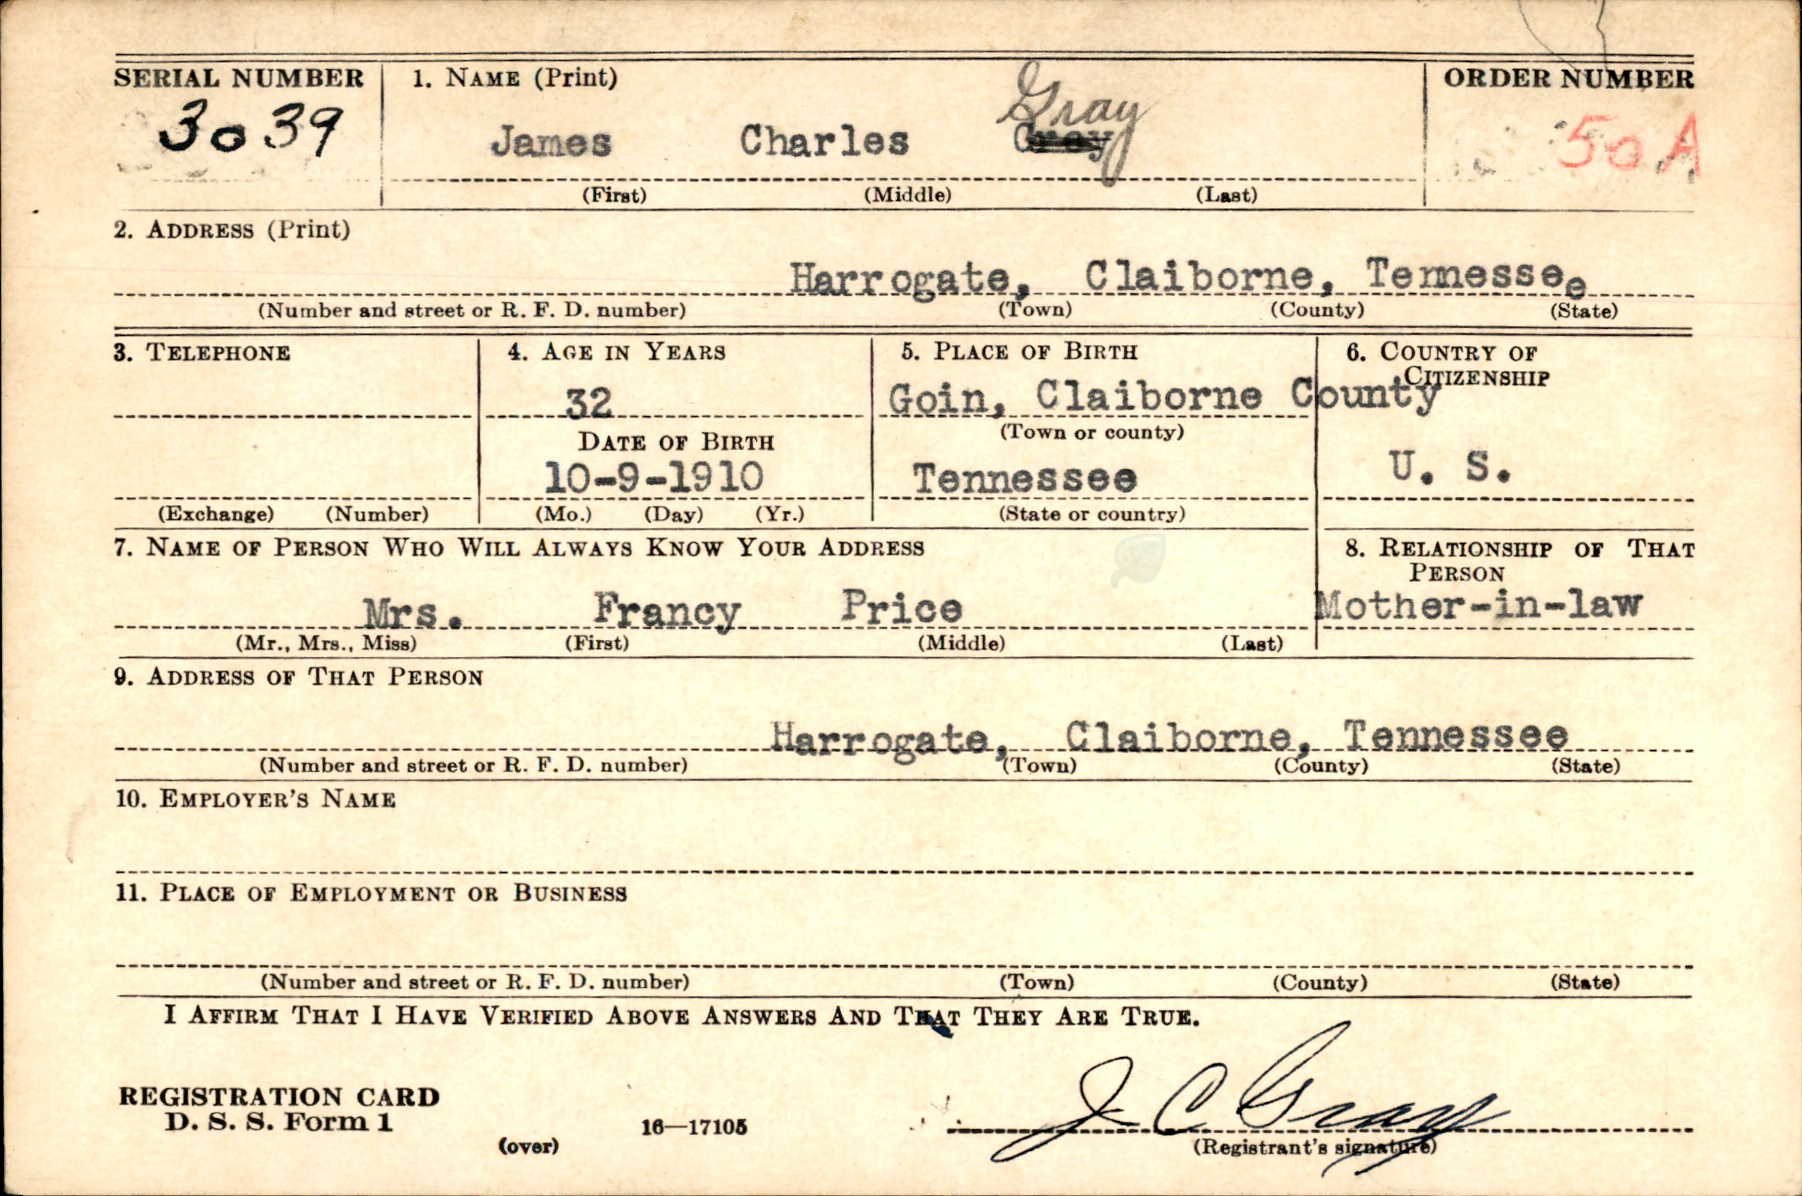 SERIAL NUMBER 1. NAME (Print) ORDER NUMBER
3039 James Charles Gray 50 A
(First) (Middle) (Last)
2. ADDRESS (Print)
Harrogate, Claiborne, Tennessee
(Number and street or R. F. D. number) (Town) (County) (State)
3. TELEPHONE 4. AGE IN YEARS 5. PLACE OF BIRTH 6. COUNTRY OF CITIZENSHIP
32 Goin, Claiborne County
DATE OF BIRTH (Town or county)
10-9-1910 Tennessee U. S.
(Exchange) (Number) (Mo.) (Day) (Yr.) (State or country)
7. NAME OF PERSON WHO WILL ALWAYS KNOW YOUR ADDRESS 8. RELATIONSHIP OF THAT PERSON
Mrs. Francy Price Mother-in-law
(Mr., Mrs., Miss) (First) (Middle) (Last)
9. ADDRESS OF THAT PERSON
Harrogate, Claiborne, Tennessee
(Number and street or R. F. D. number) (Town) (County) (State)
10. EMPLOYER'S NAME
11. PLACE OF EMPLOYMENT OR BUSINESS
(Number and street or R. F. D. number) (Town) (County) (State)
I AFFIRM THAT I HAVE VERIFIED ABOVE ANSWERS AND THAT THEY ARE TRUE.
REGISTRATION CARD
D. S. S. Form 1
(over) 16—17105 J C Gray
(Registrant's signature)